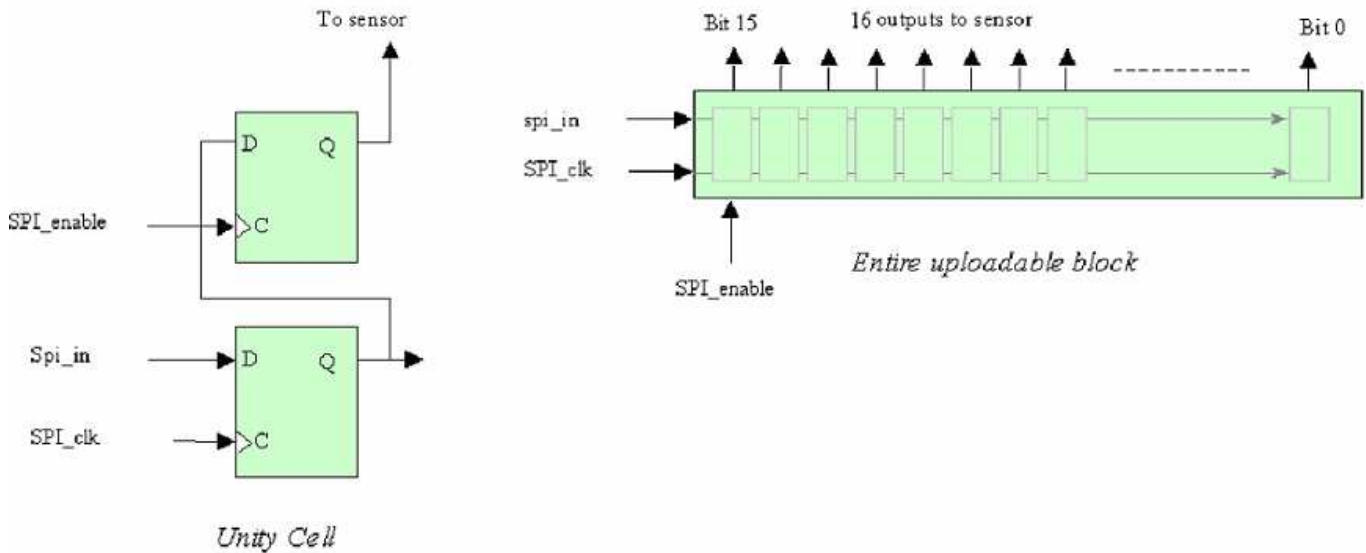 To sensor
D Q
SPI_enable
C
Spi_in
D Q
SPI_clk
C
Unity Cell
Bit 15
16 outputs to sensor
Bit 0
spi_in
SPI_clk
SPI_enable
Entire uploadable block